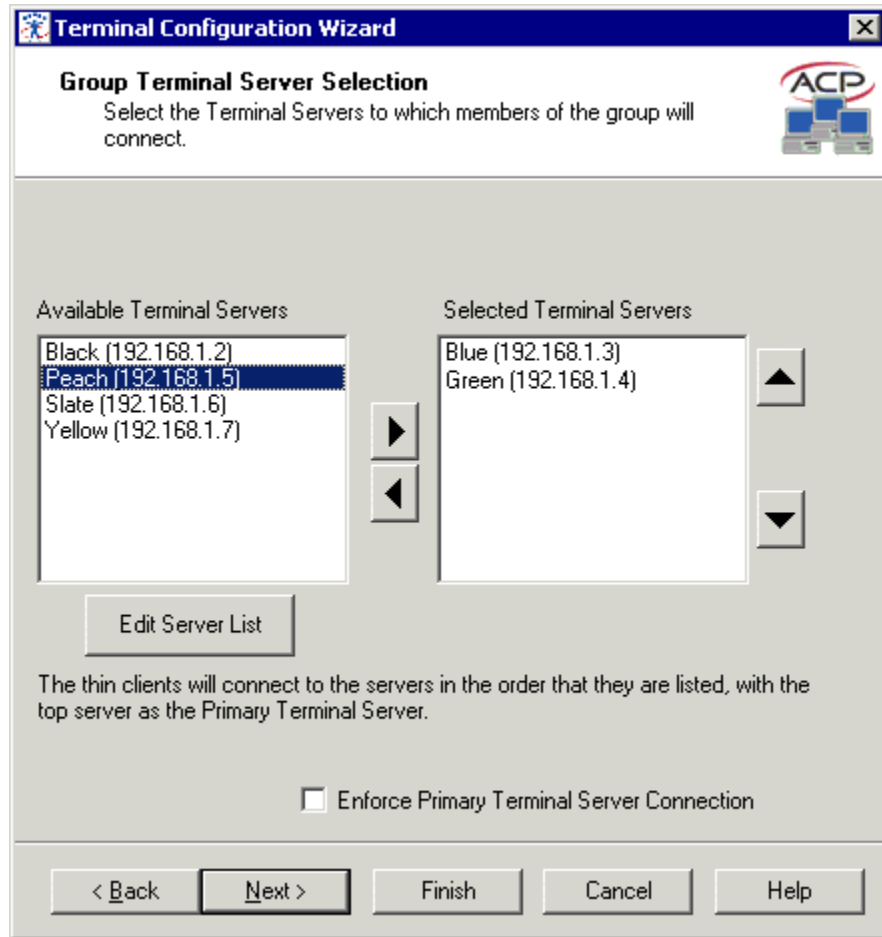 Terminal Configuration Wizard
Group Terminal Server Selection
Select the Terminal Servers to which members of the group will
connect.
ACP
Available Terminal Servers
Black (192.168.1.2)
Peach (192.168.1.5)
Slate (192.168.1.6)
Yellow (192.168.1.7)
Selected Terminal Servers
Blue (192.168.1.3)
Green (192.168.1.4)
Edit Server List
The thin clients will connect to the servers in the order that they are listed, with the
top server as the Primary Terminal Server.
Enforce Primary Terminal Server Connection
< Back
Next >
Finish
Cancel
Help